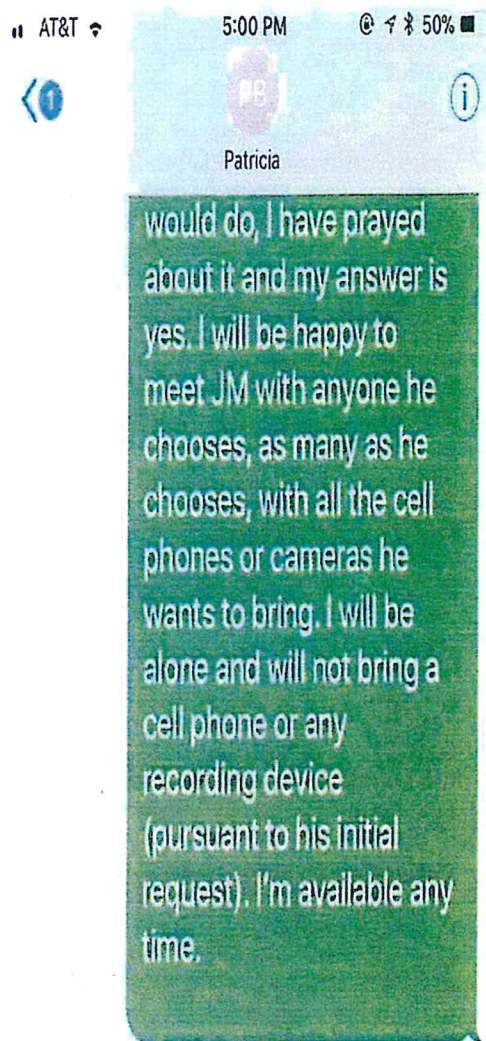 AT&T 5:00 PM 50%
1
PB
i
Patricia
would do, I have prayed
about it and my answer is
yes. I will be happy to
meet JM with anyone he
chooses, as many as he
chooses, with all the cell
phones or cameras he
wants to bring. I will be
alone and will not bring a
cell phone or any
recording device
(pursuant to his initial
request). I'm available any
time.